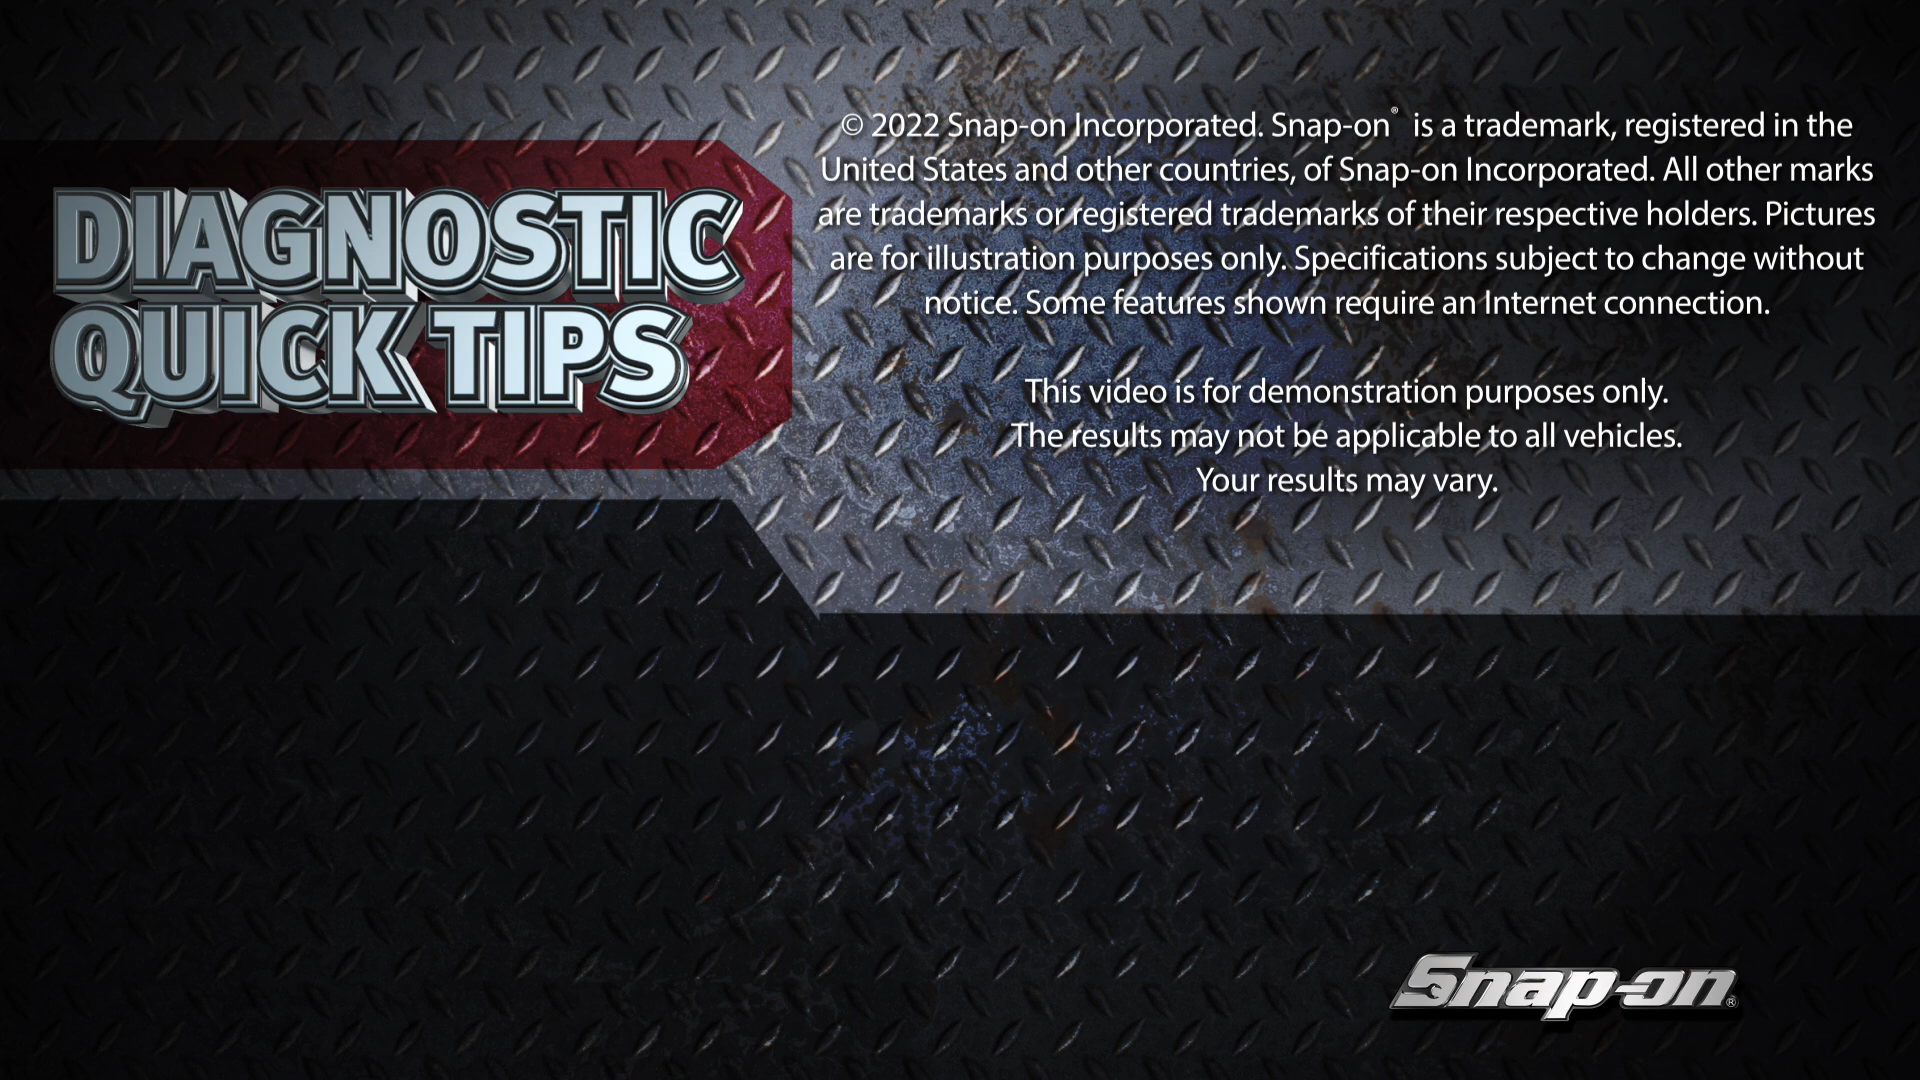 DIAGNOSTIC
QUICK TIPS
© 2022 Snap-on Incorporated. Snap-on® is a trademark, registered in the
United States and other countries, of Snap-on Incorporated. All other marks
are trademarks or registered trademarks of their respective holders. Pictures
are for illustration purposes only. Specifications subject to change without
notice. Some features shown require an Internet connection.
This video is for demonstration purposes only.
The results may not be applicable to all vehicles.
Your results may vary.
Snap-on®